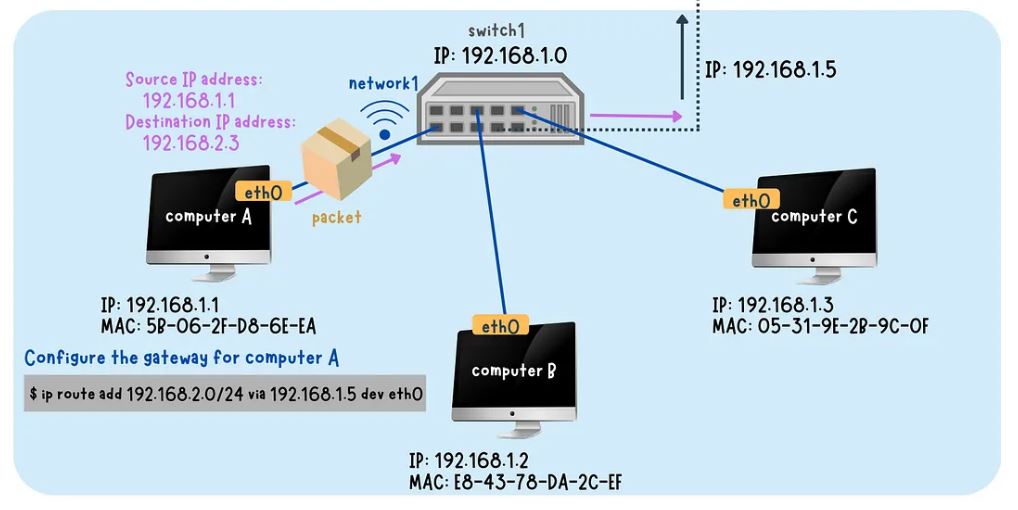 switch1
IP: 192.168.1.0
IP: 192.168.1.5
Source IP address:
192.168.1.1
Destination IP address:
192.168.2.3
network1
eth0
computer A
packet
eth0
computer C
IP: 192.168.1.1
MAC: 5B-06-2F-D8-6E-EA
IP: 192.168.1.3
MAC: 05-31-9E-2B-9C-0F
eth0
computer B
Configure the gateway for computer A
$ ip route add 192.168.2.0/24 via 192.168.1.5 dev eth0
IP: 192.168.1.2
MAC: E8-43-78-DA-2C-EF